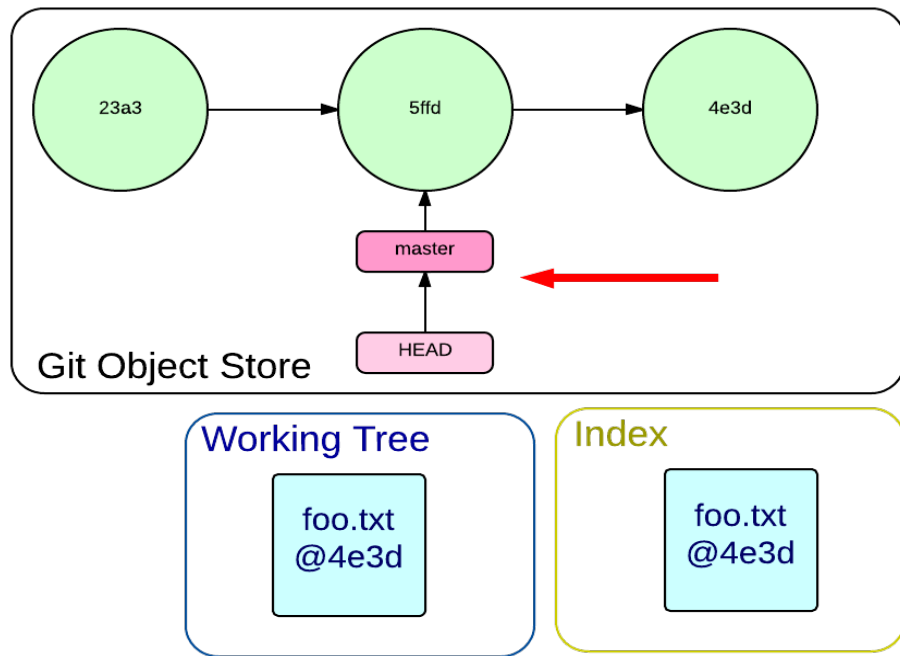 23a3
5ffd
4e3d
master
HEAD
Git Object Store
Working Tree
foo.txt
@4e3d
Index
foo.txt
@4e3d